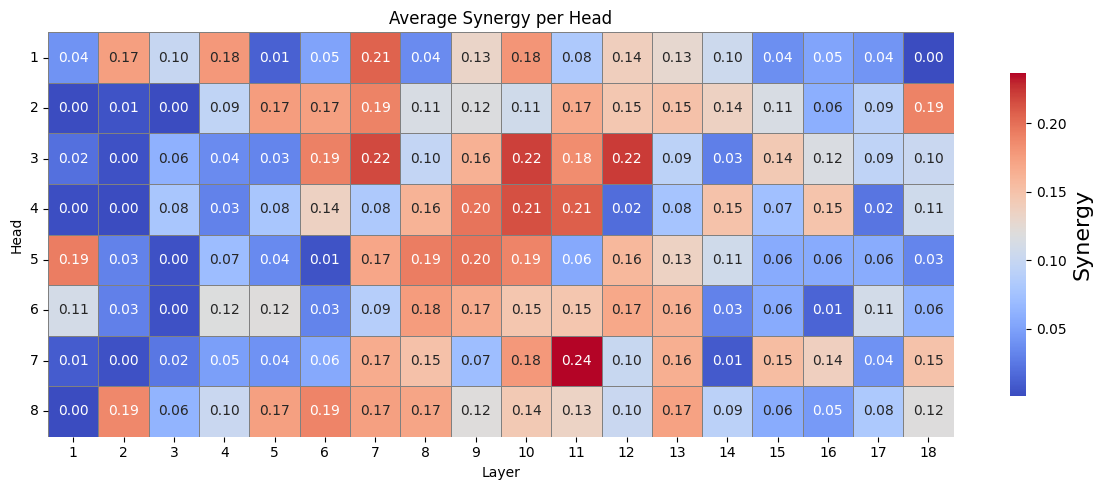 Average Synergy per Head
1 0.04 0.17 0.10 0.18 0.01 0.05 0.21 0.04 0.13 0.18 0.08 0.14 0.13 0.10 0.04 0.05 0.04 0.00
2 0.00 0.01 0.00 0.09 0.17 0.17 0.19 0.11 0.12 0.11 0.17 0.15 0.15 0.14 0.11 0.06 0.09 0.19
3 0.02 0.00 0.06 0.04 0.03 0.19 0.22 0.10 0.16 0.22 0.18 0.22 0.09 0.03 0.14 0.12 0.09 0.10
4 0.00 0.00 0.08 0.03 0.08 0.14 0.08 0.16 0.20 0.21 0.21 0.02 0.08 0.15 0.07 0.15 0.02 0.11
5 0.19 0.03 0.00 0.07 0.04 0.01 0.17 0.19 0.20 0.19 0.06 0.16 0.13 0.11 0.06 0.06 0.06 0.03
6 0.11 0.03 0.00 0.12 0.12 0.03 0.09 0.18 0.17 0.15 0.15 0.17 0.16 0.03 0.06 0.01 0.11 0.06
7 0.01 0.00 0.02 0.05 0.04 0.06 0.17 0.15 0.07 0.18 0.24 0.10 0.16 0.01 0.15 0.14 0.04 0.15
8 0.00 0.19 0.06 0.10 0.17 0.19 0.17 0.17 0.12 0.14 0.13 0.10 0.17 0.09 0.06 0.05 0.08 0.12
1 2 3 4 5 6 7 8 9 10 11 12 13 14 15 16 17 18
Layer
Head
0.20
0.15
0.10
0.05
Synergy